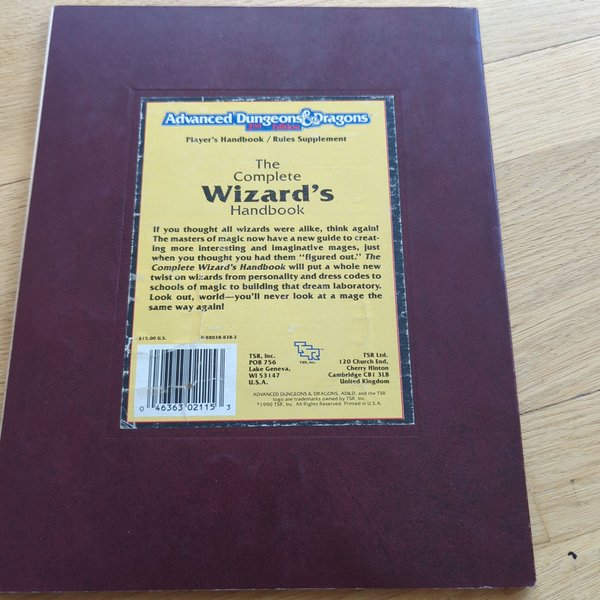 Advanced Dungeons & Dragons
2nd Edition
Player's Handbook / Rules Supplement
The
Complete
Wizard's
Handbook
If you thought all wizards were alike, think again!
The masters of magic now have a new guide to creat-
ing more interesting and imaginative mages, just
when you thought you had them "figured out." The
Complete Wizard's Handbook will put a whole new
twist on wizards from personality and dress codes to
schools of magic to building that dream laboratory.
Look out, world—you'll never look at a mage the
same way again!
$15.00 U.S.
0-88038-838-2
TSR, Inc.
POB 756
Lake Geneva,
WI 53147
U.S.A.
TSR
TSR, Inc.
TSR Ltd.
120 Church End,
Cherry Hinton
Cambridge CB1 3LB
United Kingdom
0 46363 02115 3
ADVANCED DUNGEONS & DRAGONS, AD&D, and the TSR
logo are trademarks owned by TSR, Inc.
©1990 TSR, Inc. All Rights Reserved. Printed in U.S.A.